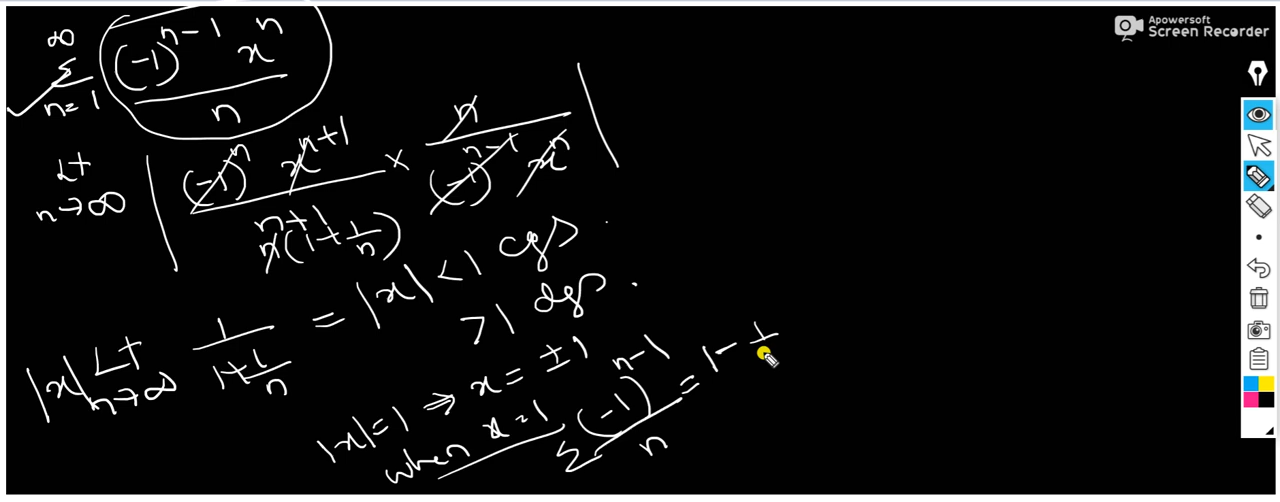 Apowersoft
Screen Recorder
∞
Σ (-1)^{n-1} x^n / n
n=1
Lt n→∞ | (-1)^n x^{n+1} / n+1 × n / (-1)^{n-1} x^n |
n(1+1/n)
|x| Lt n→∞ 1 / (1+1/n) = |x| < 1 cgs.
> 1 dgs.
|x|=1 ⇒ x = ±1
when x=1 Σ (-1)^{n-1} / n = 1 - 1